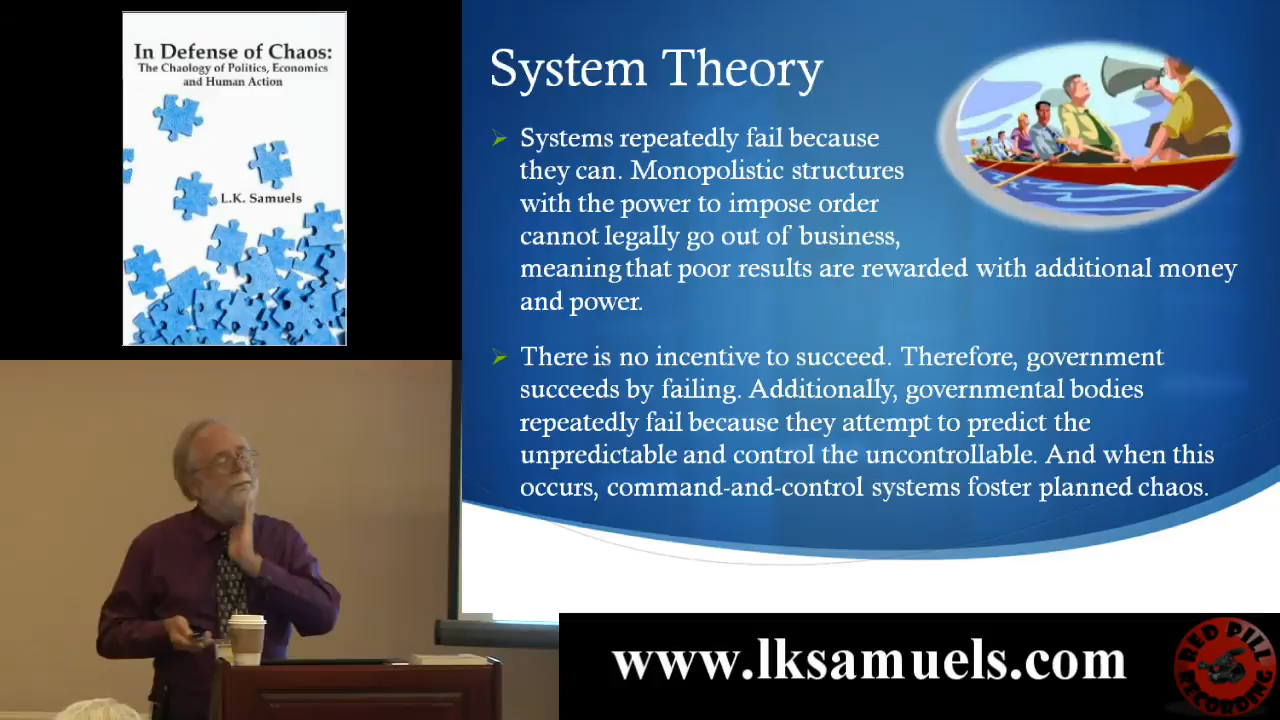 In Defense of Chaos:
The Chaology of Politics, Economics
and Human Action
L.K. Samuels
System Theory
Systems repeatedly fail because
they can. Monopolistic structures
with the power to impose order
cannot legally go out of business,
meaning that poor results are rewarded with additional money
and power.
There is no incentive to succeed. Therefore, government
succeeds by failing. Additionally, governmental bodies
repeatedly fail because they attempt to predict the
unpredictable and control the uncontrollable. And when this
occurs, command-and-control systems foster planned chaos.
www.lksamuels.com
RED PILL
RECORDING